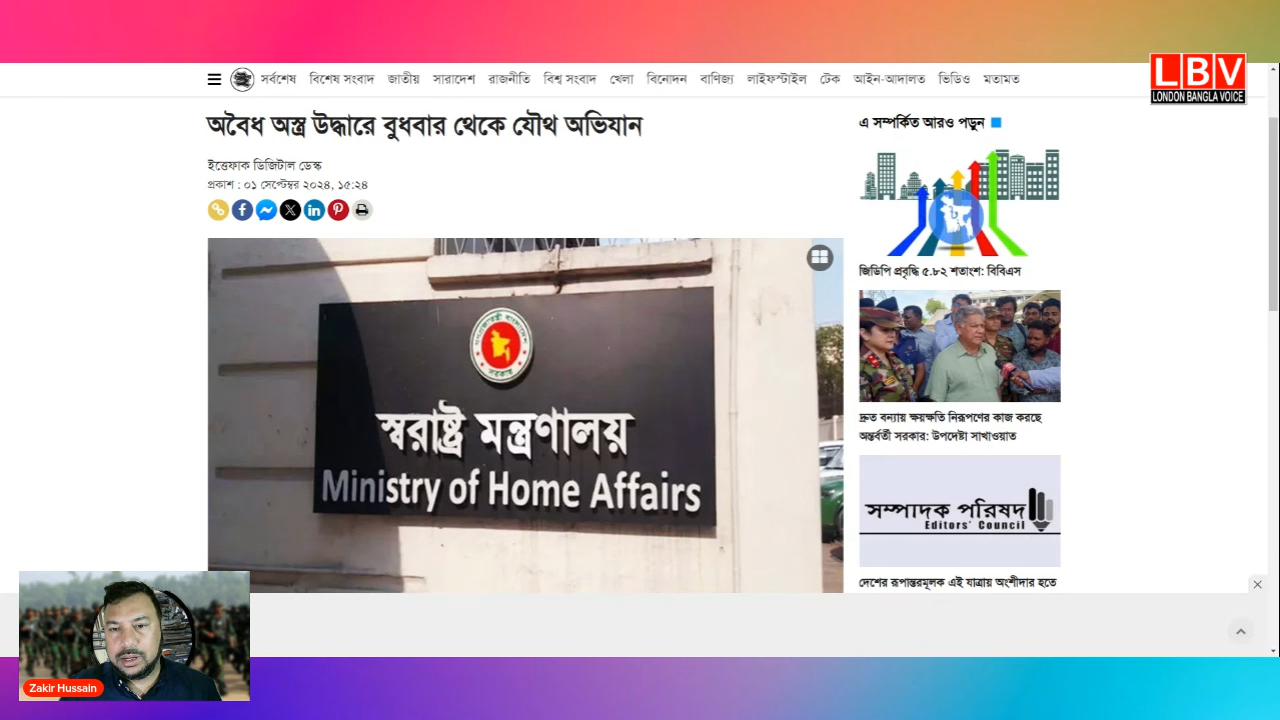 LBV
LONDON BANGLA VOICE
সর্বশেষ বিশেষ সংবাদ জাতীয় সারাদেশ রাজনীতি বিশ্ব সংবাদ খেলা বিনোদন বাণিজ্য লাইফস্টাইল টেক আইন-আদালত ভিডিও মতামত
অবৈধ অস্ত্র উদ্ধারে বুধবার থেকে যৌথ অভিযান
ইত্তেফাক ডিজিটাল ডেস্ক
প্রকাশ : ০১ সেপ্টেম্বর ২০২৪, ১৫:২৪
স্বরাষ্ট্র মন্ত্রণালয়
Ministry of Home Affairs
এ সম্পর্কিত আরও পড়ুন
জিডিপি প্রবৃদ্ধি ৫.৮২ শতাংশ: বিবিএস
দ্রুত বন্যায় ক্ষয়ক্ষতি নিরূপণের কাজ করছে
অন্তর্বর্তী সরকার: উপদেষ্টা সাখাওয়াত
সম্পাদক পরিষদ
Editors' Council
দেশের রূপান্তরমূলক এই যাত্রায় অংশীদার হতে
Zakir Hussain